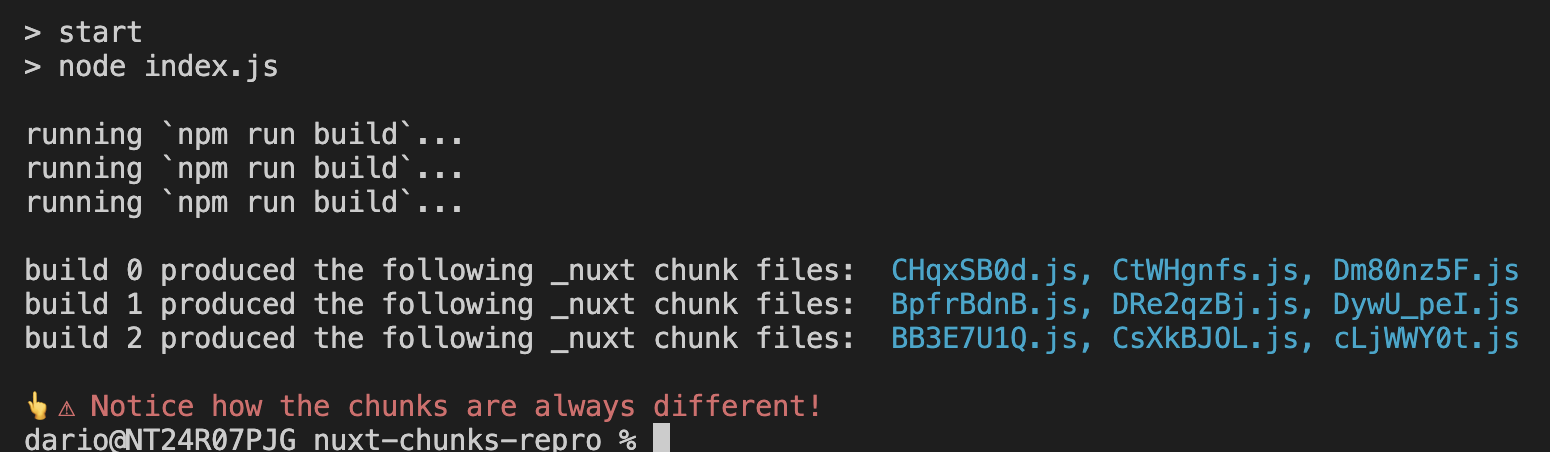 > start
> node index.js
running `npm run build`...
running `npm run build`...
running `npm run build`...
build 0 produced the following _nuxt chunk files:  CHqxSB0d.js, CtWHgnfs.js, Dm80nz5F.js
build 1 produced the following _nuxt chunk files:  BpfrBdnB.js, DRe2qzBj.js, DywU_peI.js
build 2 produced the following _nuxt chunk files:  BB3E7U1Q.js, CsXkBJOL.js, cLjWWY0t.js
👆⚠ Notice how the chunks are always different!
dario@NT24R07PJG nuxt-chunks-repro %